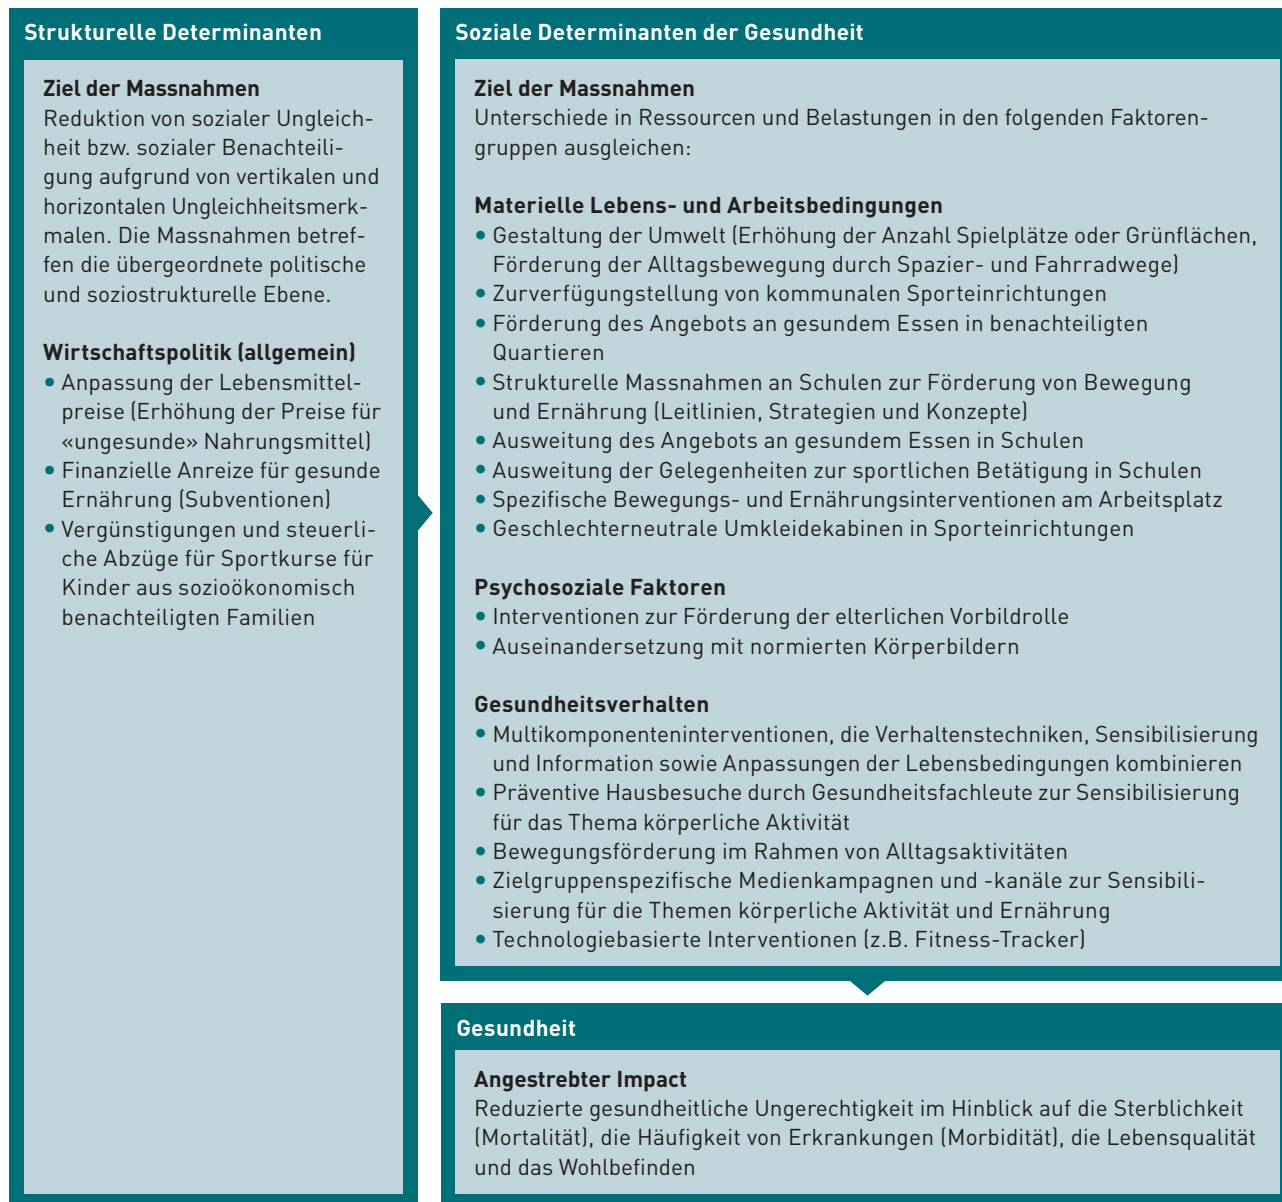 Strukturelle Determinanten
Ziel der Massnahmen
Reduktion von sozialer Ungleich-
heit bzw. sozialer Benachteili-
gung aufgrund von vertikalen und
horizontalen Ungleichheitsmerk-
malen. Die Massnahmen betref-
fen die übergeordnete politische
und soziostrukturelle Ebene.
Wirtschaftspolitik (allgemein)
• Anpassung der Lebensmittel-
preise (Erhöhung der Preise für
«ungesunde» Nahrungsmittel)
• Finanzielle Anreize für gesunde
Ernährung (Subventionen)
• Vergünstigungen und steuerli-
che Abzüge für Sportkurse für
Kinder aus sozioökonomisch
benachteiligten Familien
Soziale Determinanten der Gesundheit
Ziel der Massnahmen
Unterschiede in Ressourcen und Belastungen in den folgenden Faktoren-
gruppen ausgleichen:
Materielle Lebens- und Arbeitsbedingungen
• Gestaltung der Umwelt (Erhöhung der Anzahl Spielplätze oder Grünflächen,
Förderung der Alltagsbewegung durch Spazier- und Fahrradwege)
• Zurverfügungstellung von kommunalen Sporteinrichtungen
• Förderung des Angebots an gesundem Essen in benachteiligten
Quartieren
• Strukturelle Massnahmen an Schulen zur Förderung von Bewegung
und Ernährung (Leitlinien, Strategien und Konzepte)
• Ausweitung des Angebots an gesundem Essen in Schulen
• Ausweitung der Gelegenheiten zur sportlichen Betätigung in Schulen
• Spezifische Bewegungs- und Ernährungsinterventionen am Arbeitsplatz
• Geschlechterneutrale Umkleidekabinen in Sporteinrichtungen
Psychosoziale Faktoren
• Interventionen zur Förderung der elterlichen Vorbildrolle
• Auseinandersetzung mit normierten Körperbildern
Gesundheitsverhalten
• Multikomponenteninterventionen, die Verhaltenstechniken, Sensibilisierung
und Information sowie Anpassungen der Lebensbedingungen kombinieren
• Präventive Hausbesuche durch Gesundheitsfachleute zur Sensibilisierung
für das Thema körperliche Aktivität
• Bewegungsförderung im Rahmen von Alltagsaktivitäten
• Zielgruppenspezifische Medienkampagnen und -kanäle zur Sensibili-
sierung für die Themen körperliche Aktivität und Ernährung
• Technologiebasierte Interventionen (z.B. Fitness-Tracker)
Gesundheit
Angestrebter Impact
Reduzierte gesundheitliche Ungerechtigkeit im Hinblick auf die Sterblichkeit
(Mortalität), die Häufigkeit von Erkrankungen (Morbidität), die Lebensqualität
und das Wohlbefinden